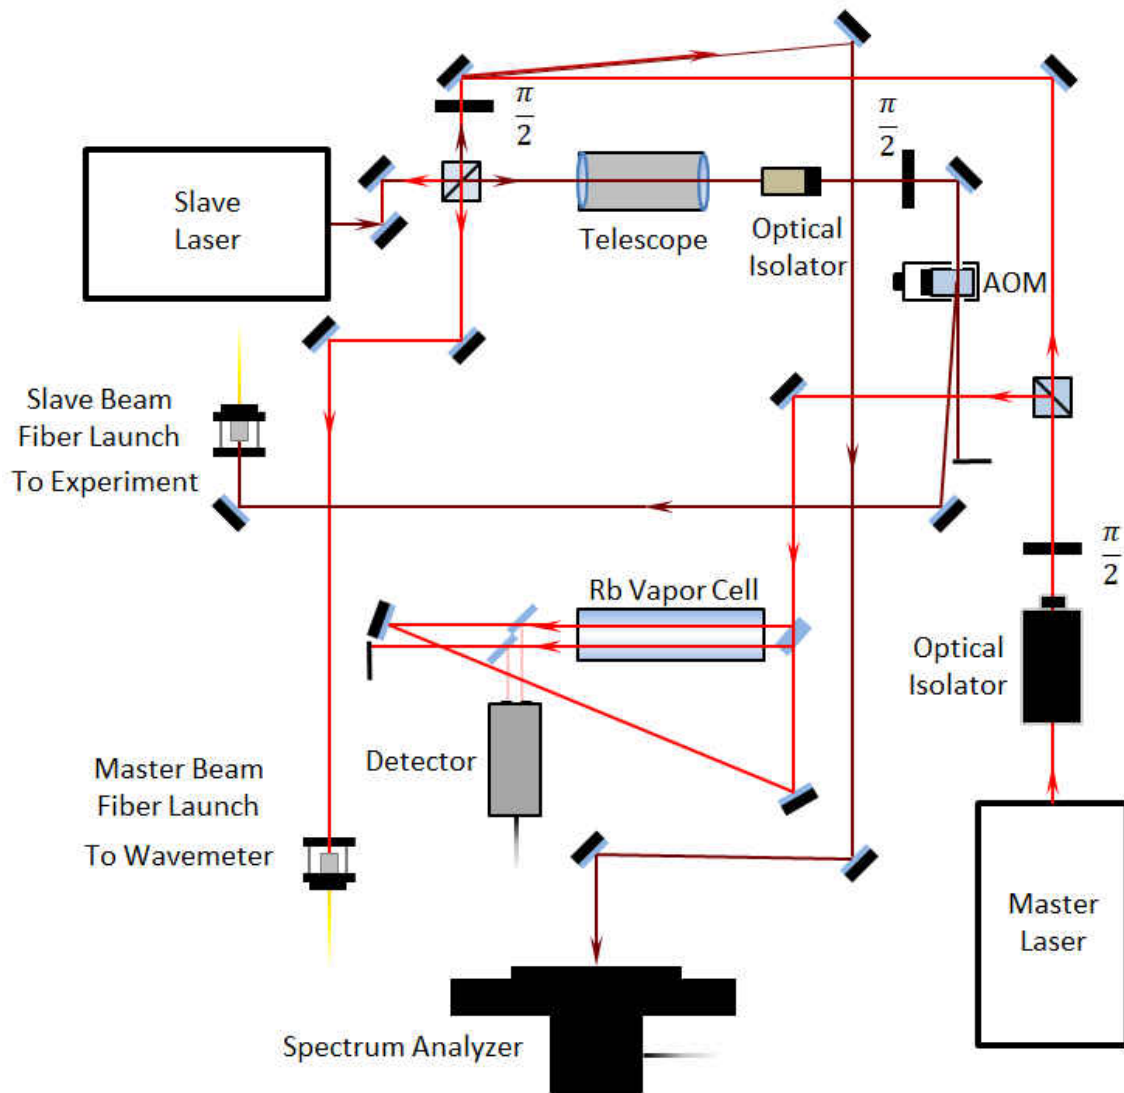 π
2
π
2
Slave
Laser
Telescope
Optical
Isolator
AOM
Slave Beam
Fiber Launch
To Experiment
π
2
Rb Vapor Cell
Optical
Isolator
Detector
Master Beam
Fiber Launch
To Wavemeter
Master
Laser
Spectrum Analyzer